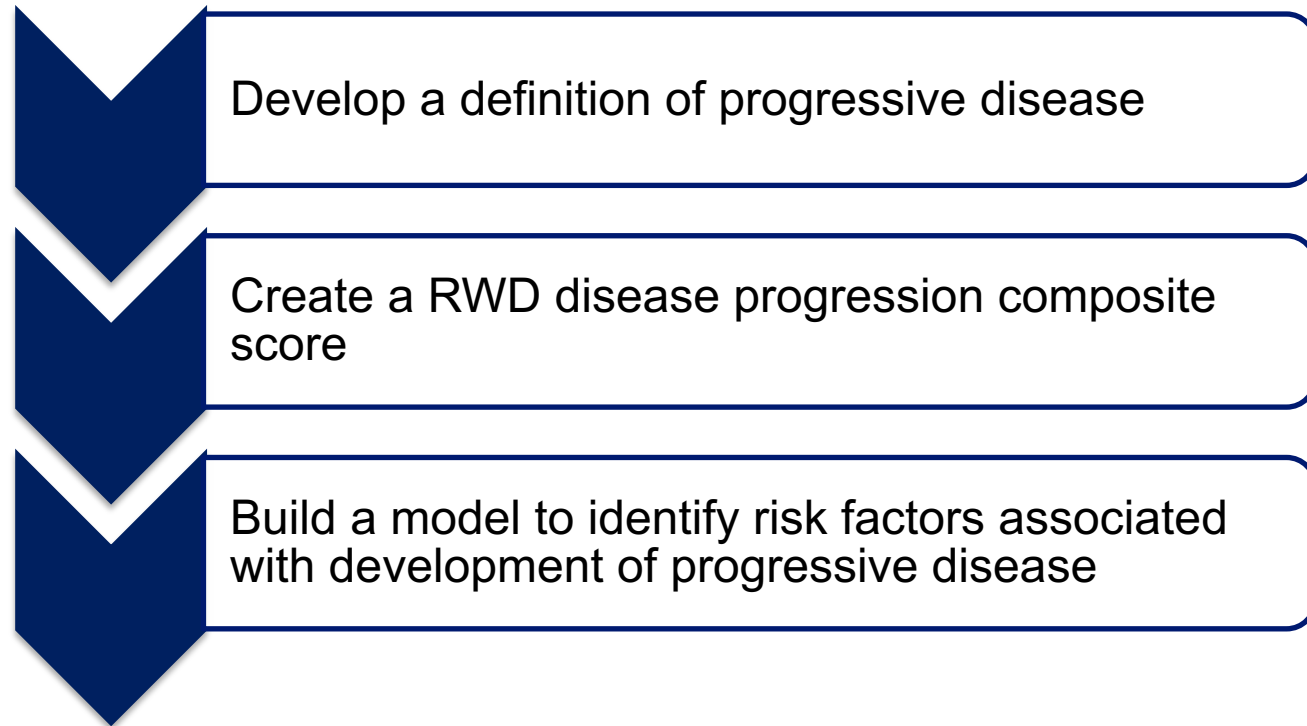 Develop a definition of progressive disease
Create a RWD disease progression composite
score
Build a model to identify risk factors associated
with development of progressive disease